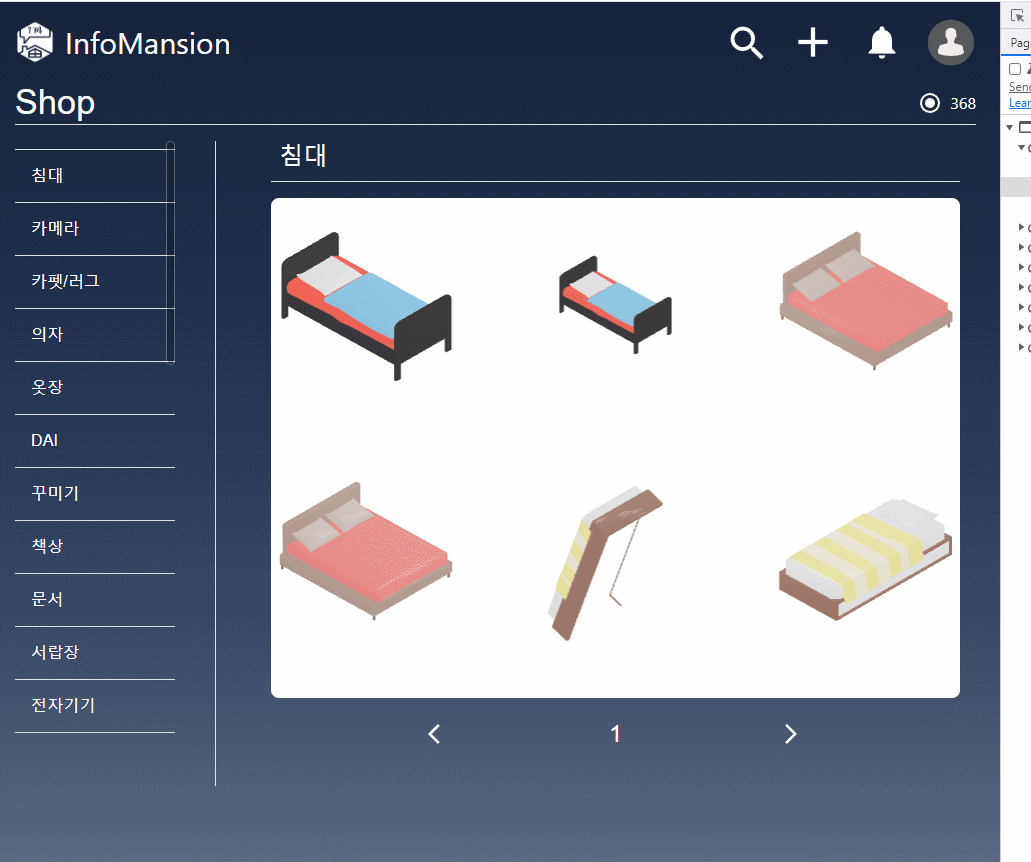 InfoMansion
Shop
368
침대
카메라
카펫/러그
의자
옷장
DAI
꾸미기
책상
문서
서랍장
전자기기
침대
1
Pag
Send
Lear